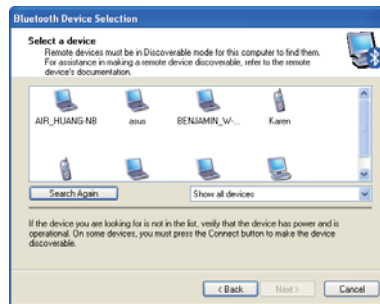 Bluetooth Device Selection
Select a device
Remote devices must be in Discoverable mode for this computer to find them.
For assistance in making a remote device discoverable, refer to the remote
device's documentation.
AIR_HUANG-NB asus BENJAMIN_W-... Karen
Search Again Show all devices
If the device you are looking for is not in the list, verify that the device has power and is
operational. On some devices, you must press the Connect button to make the device
discoverable.
< Back Next > Cancel